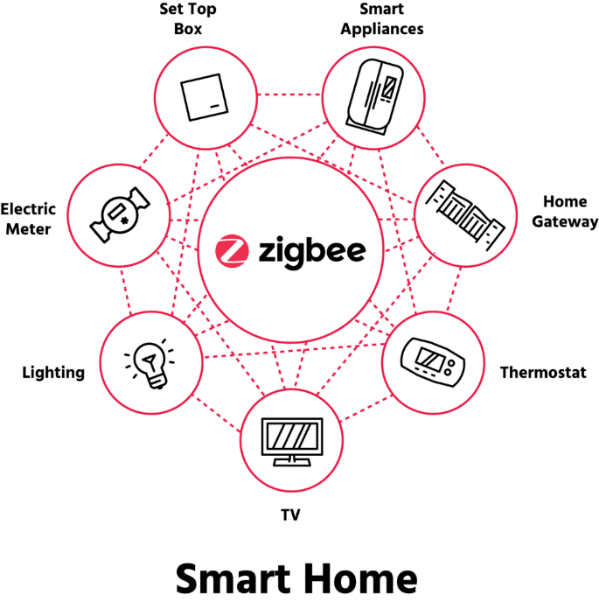 Set Top
Box
Smart
Appliances
Electric
Meter
Home
Gateway
zigbee
Lighting
Thermostat
TV
Smart Home